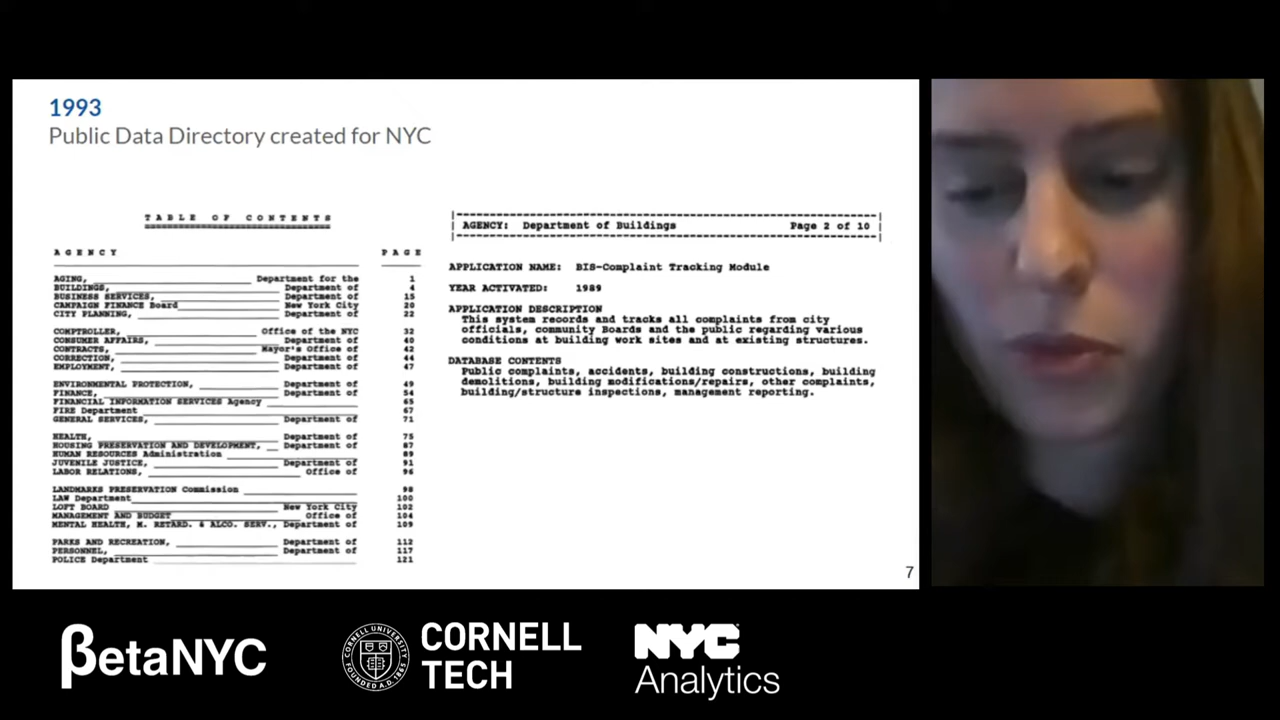 1993
Public Data Directory created for NYC
TABLE OF CONTENTS
AGENCY PAGE
AGING, Department for the 1
BUILDINGS, Department of 4
BUSINESS SERVICES, Department of 15
CAMPAIGN FINANCE Board New York City 20
CITY PLANNING, Department of 22
COMPTROLLER, Office of the NYC 32
CONSUMER AFFAIRS, Department of 40
CONTRACTS, Mayor's Office of 42
CORRECTION, Department of 44
EMPLOYMENT, Department of 47
ENVIRONMENTAL PROTECTION, Department of 49
FINANCE, Department of 54
FINANCIAL INFORMATION SERVICES Agency 65
FIRE Department 67
GENERAL SERVICES, Department of 71
HEALTH, Department of 75
HOUSING PRESERVATION AND DEVELOPMENT, Department of 87
HUMAN RESOURCES Administration 89
JUVENILE JUSTICE, Department of 91
LABOR RELATIONS, Office of 96
LANDMARKS PRESERVATION Commission 98
LAW Department 100
LOFT BOARD New York City 102
MANAGEMENT AND BUDGET Office of 104
MENTAL HEALTH, M. RETARD. & ALCO. SERV., Department of 109
PARKS AND RECREATION, Department of 112
PERSONNEL, Department of 117
POLICE Department 121
AGENCY: Department of Buildings Page 2 of 10
APPLICATION NAME: BIS-Complaint Tracking Module
YEAR ACTIVATED: 1989
APPLICATION DESCRIPTION
This system records and tracks all complaints from city
officials, community Boards and the public regarding various
conditions at building work sites and at existing structures.
DATABASE CONTENTS
Public complaints, accidents, building constructions, building
demolitions, building modifications/repairs, other complaints,
building/structure inspections, management reporting.
7
βetaNYC
CORNELL UNIVERSITY
FOUNDED A.D. 1865
CORNELL
TECH
NYC
Analytics